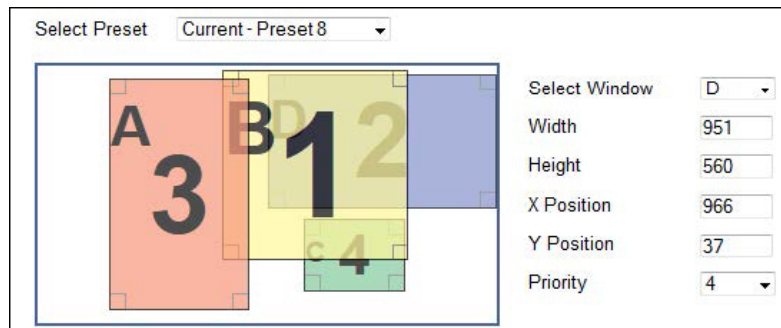 Select Preset Current - Preset 8
A
3
B
1
D
2
C
4
Select Window D
Width 951
Height 560
X Position 966
Y Position 37
Priority 4